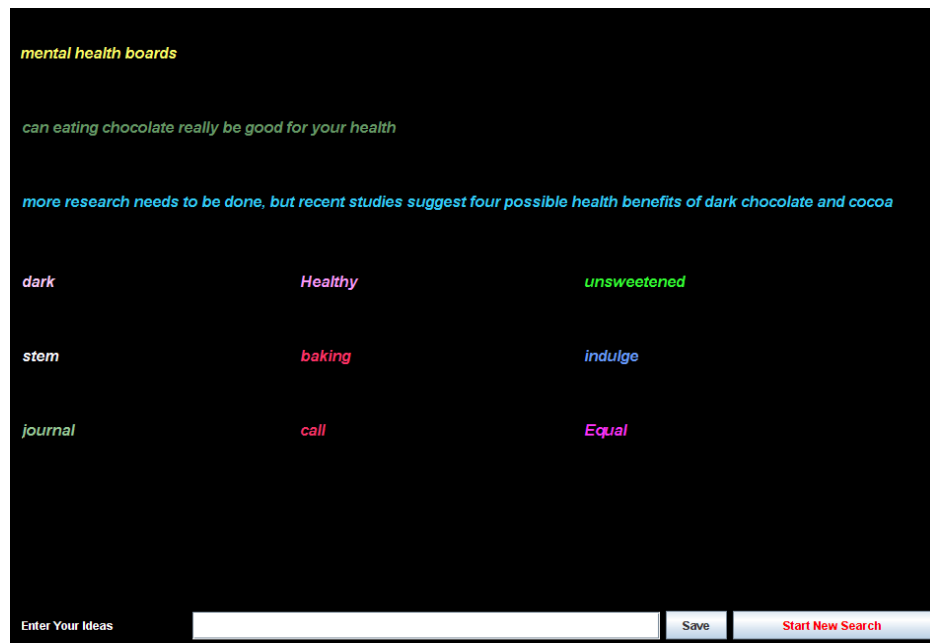 mental health boards
can eating chocolate really be good for your health
more research needs to be done, but recent studies suggest four possible health benefits of dark chocolate and cocoa
dark Healthy unsweetened
stem baking indulge
journal call Equal
Enter Your Ideas Save Start New Search